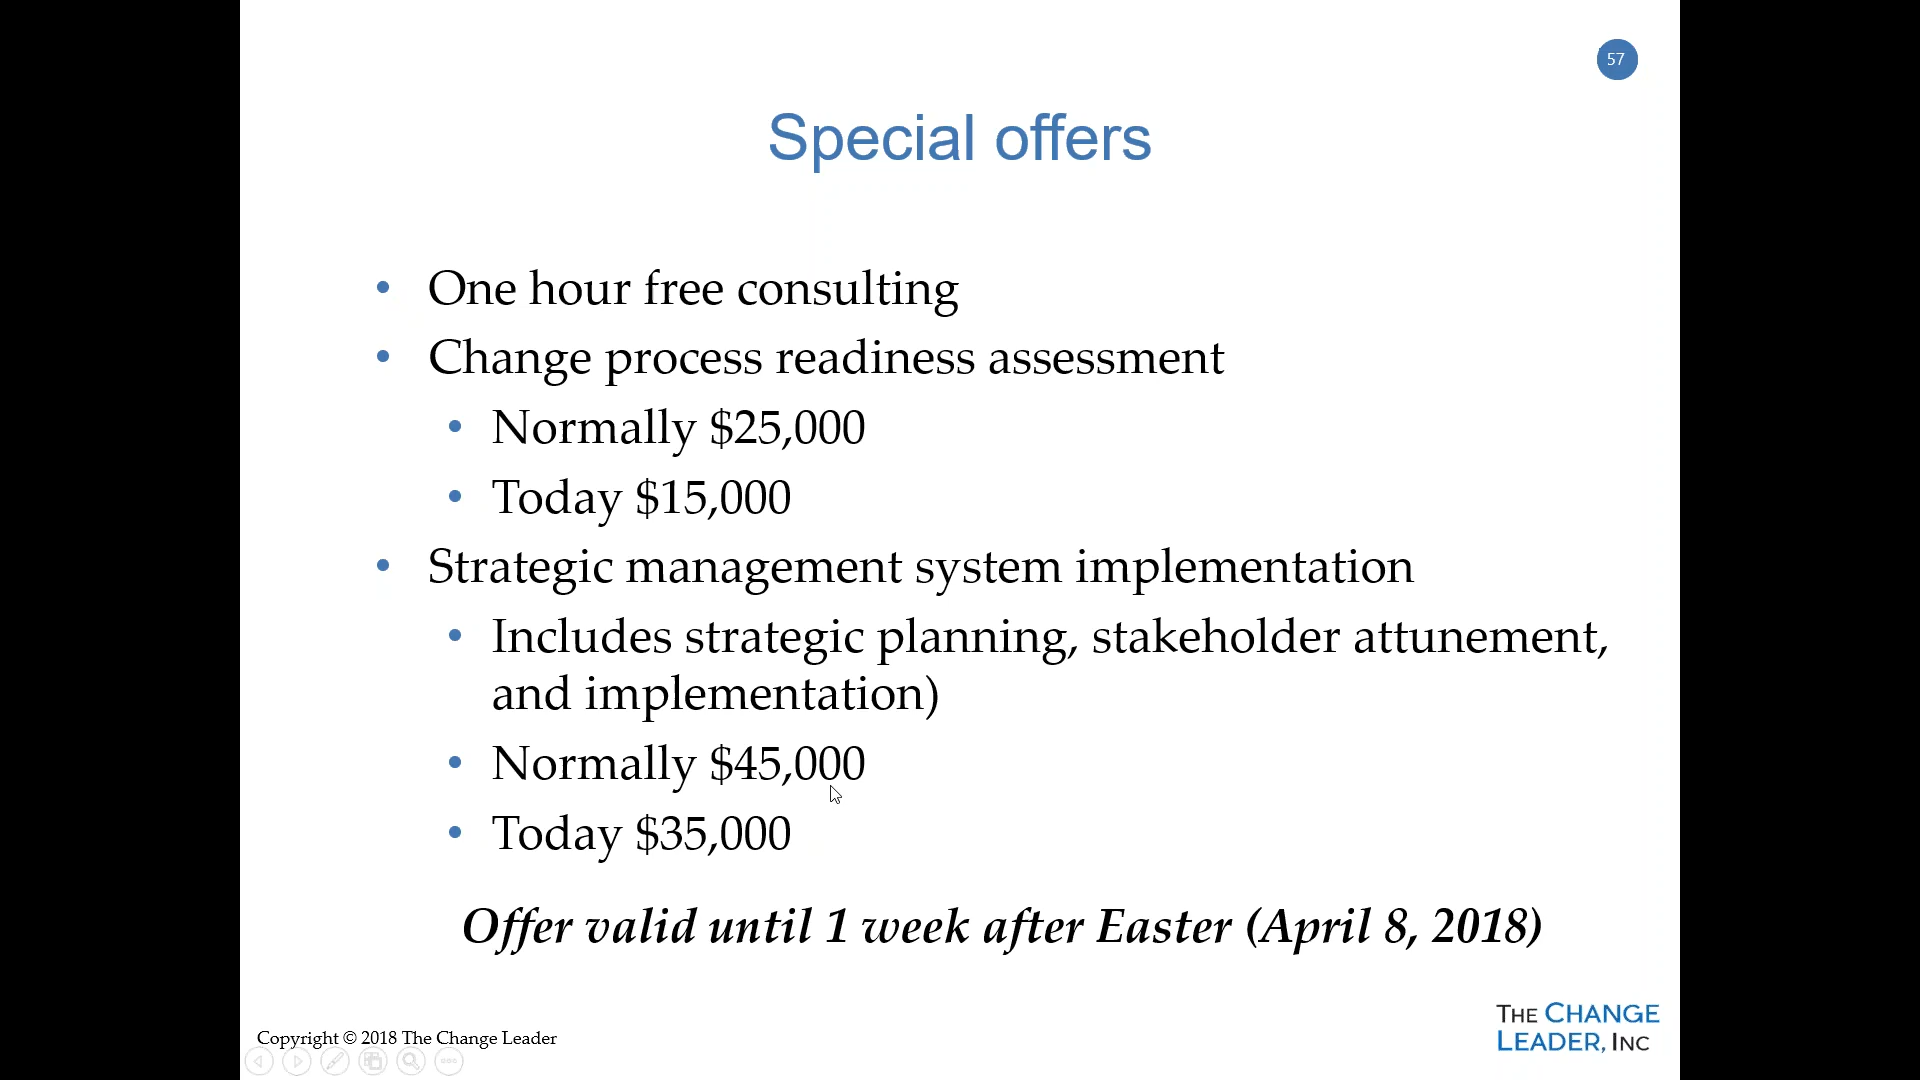 57
Special offers
• One hour free consulting
• Change process readiness assessment
• Normally $25,000
• Today $15,000
• Strategic management system implementation
• Includes strategic planning, stakeholder attunement,
and implementation)
• Normally $45,000
• Today $35,000
Offer valid until 1 week after Easter (April 8, 2018)
Copyright © 2018 The Change Leader
THE CHANGE
LEADER, INC